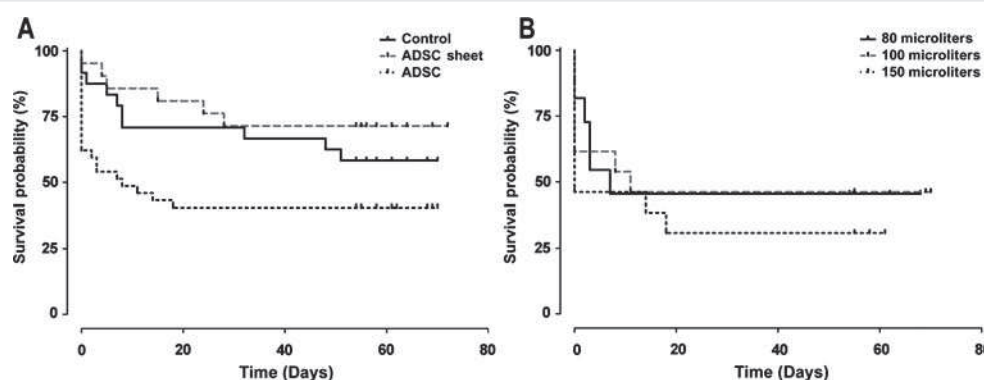 A
Control
ADSC sheet
ADSC
100
75
50
25
0
Survival probability (%)
0 20 40 60 80
Time (Days)
B
80 microliters
100 microliters
150 microliters
100
75
50
25
0
Survival probability (%)
0 20 40 60 80
Time (Days)